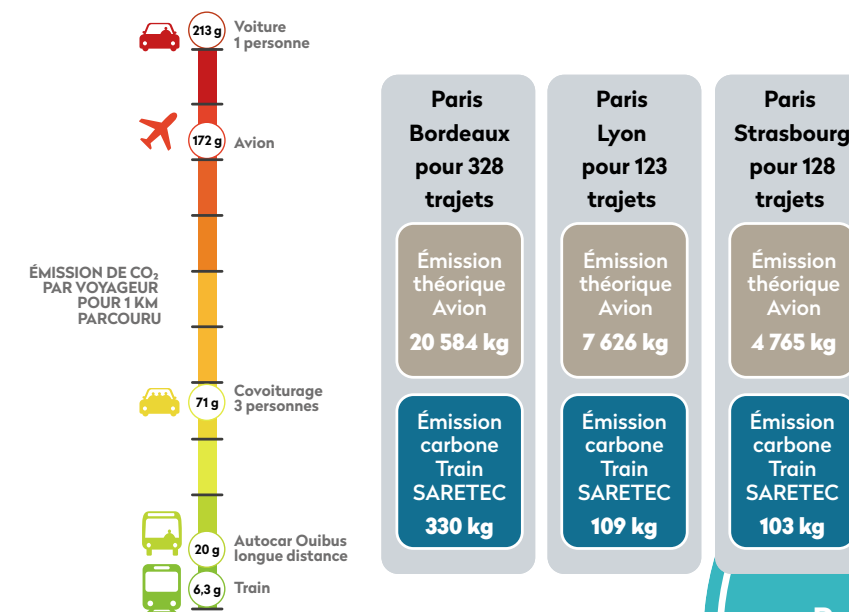 213 g
Voiture
1 personne
172 g
Avion
ÉMISSION DE CO₂
PAR VOYAGEUR
POUR 1 KM
PARCOURU
71 g
Covoiturage
3 personnes
20 g
Autocar Ouibus
longue distance
6,3 g
Train
Paris
Bordeaux
pour 328
trajets
Émission
théorique
Avion
20 584 kg
Émission
carbone
Train
SARETEC
330 kg
Paris
Lyon
pour 123
trajets
Émission
théorique
Avion
7 626 kg
Émission
carbone
Train
SARETEC
109 kg
Paris
Strasbourg
pour 128
trajets
Émission
théorique
Avion
4 765 kg
Émission
carbone
Train
SARETEC
103 kg